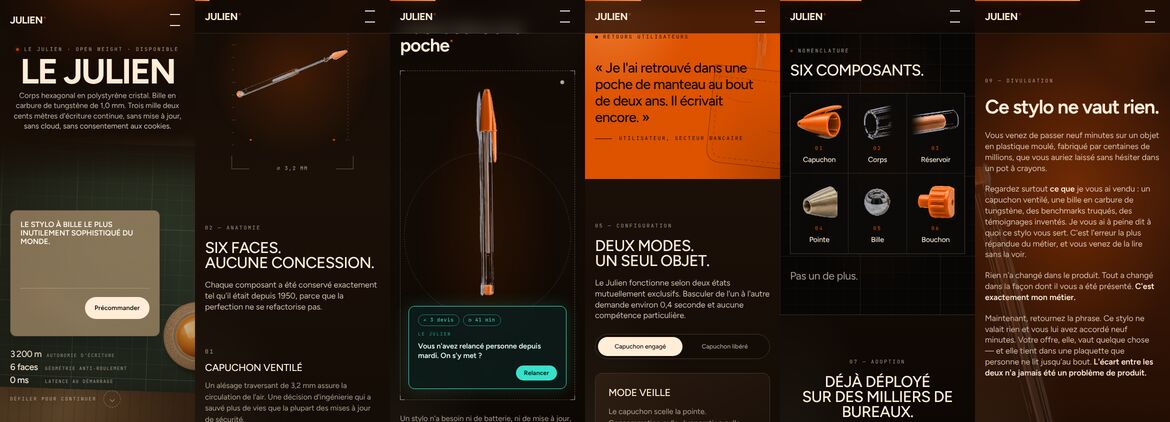 JULIEN
LE JULIEN · OPEN WEIGHT · DISPONIBLE
LE JULIEN
Corps hexagonal en polystyrène cristal. Bille en
carbure de tungstène de 1,0 mm. Trois mille deux
cents mètres d'écriture continue, sans mise à jour,
sans cloud, sans consentement aux cookies.
LE STYLO À BILLE LE PLUS
INUTILEMENT SOPHISTIQUÉ DU
MONDE.
Précommander
3 200 m AUTONOMIE D'ÉCRITURE
6 faces GÉOMÉTRIE ANTI-ROULEMENT
0 ms LATENCE AU DÉMARRAGE
DÉFILER POUR CONTINUER
JULIEN
⌀ 3,2 MM
02 — ANATOMIE
SIX FACES.
AUCUNE CONCESSION.
Chaque composant a été conservé exactement
tel qu'il était depuis 1950, parce que la
perfection ne se refactorise pas.
01
CAPUCHON VENTILÉ
Un alésage traversant de 3,2 mm assure la
circulation de l'air. Une décision d'ingénierie qui a
sauvé plus de vies que la plupart des mises à jour
de sécurité.
JULIEN
poche
3 devis
41 min
LE JULIEN
Vous n'avez relancé personne depuis
mardi. On s'y met ?
Relancer
Un stylo n'a besoin ni de batterie, ni de mise à jour,
JULIEN
RETOURS UTILISATEURS
« Je l'ai retrouvé dans une
poche de manteau au bout
de deux ans. Il écrivait
encore. »
UTILISATEUR, SECTEUR BANCAIRE
05 — CONFIGURATION
DEUX MODES.
UN SEUL OBJET.
Le Julien fonctionne selon deux états
mutuellement exclusifs. Basculer de l'un à l'autre
demande environ 0,4 seconde et aucune
compétence particulière.
Capuchon engagé
Capuchon libéré
MODE VEILLE
Le capuchon scelle la pointe.
JULIEN
NOMENCLATURE
SIX COMPOSANTS.
01
Capuchon
02
Corps
03
Réservoir
04
Pointe
05
Bille
06
Bouchon
Pas un de plus.
07 — ADOPTION
DÉJÀ DÉPLOYÉ
SUR DES MILLIERS DE
BUREAUX.
JULIEN
09 — DIVULGATION
Ce stylo ne vaut rien.
Vous venez de passer neuf minutes sur un objet
en plastique moulé, fabriqué par centaines de
millions, que vous auriez laissé sans hésiter dans
un pot à crayons.
Regardez surtout ce que je vous ai vendu : un
capuchon ventilé, une bille en carbure de
tungstène, des benchmarks truqués, des
témoignages inventés. Je vous ai à peine dit à
quoi ce stylo vous sert. C'est l'erreur la plus
répandue du métier, et vous venez de la lire
sans la voir.
Rien n'a changé dans le produit. Tout a changé
dans la façon dont il vous a été présenté. C'est
exactement mon métier.
Maintenant, retournez la phrase. Ce stylo ne
valait rien et vous lui avez accordé neuf
minutes. Votre offre, elle, vaut quelque chose
— et elle tient dans une plaquette que
personne ne lit jusqu'au bout. L'écart entre les
deux n'a jamais été un problème de produit.